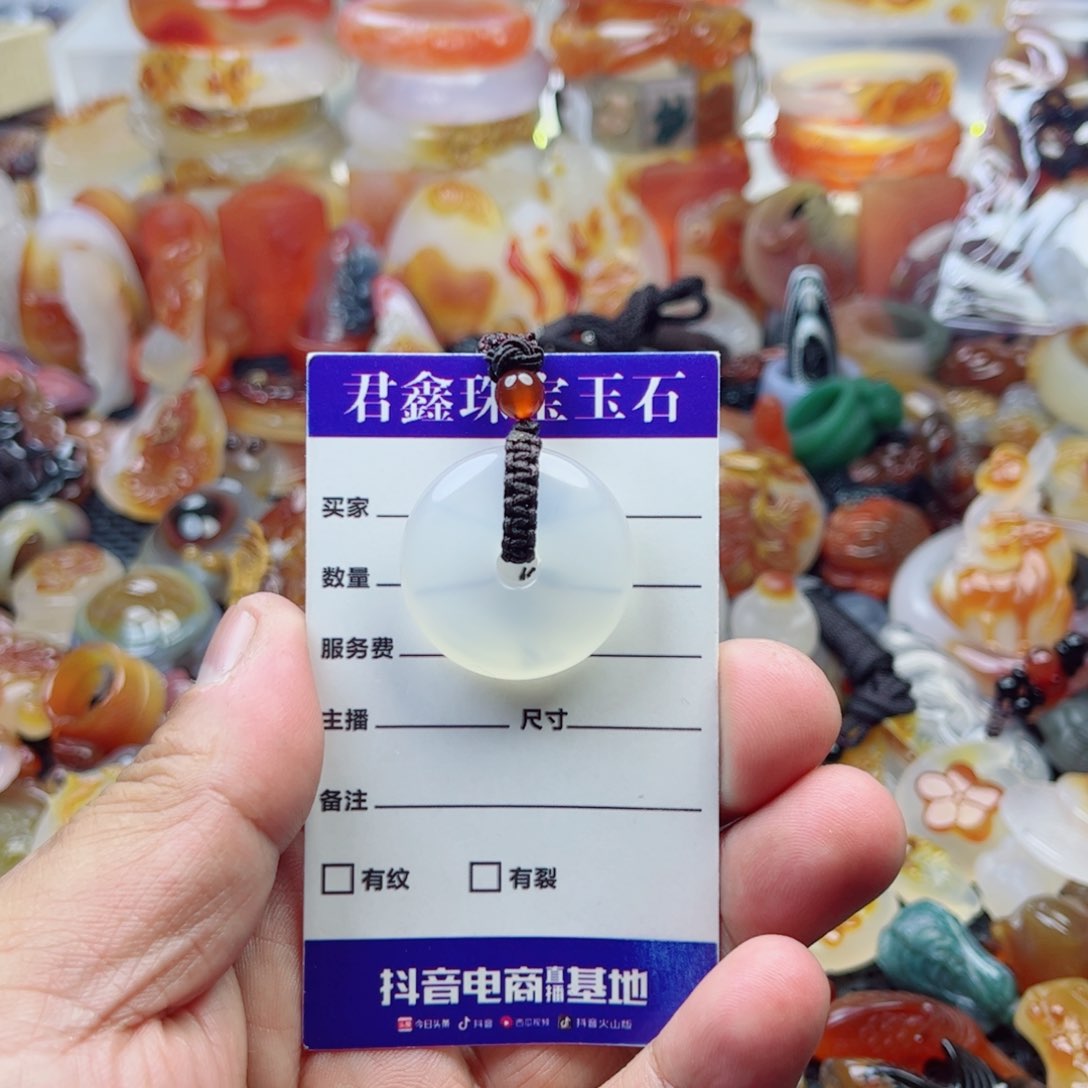 君鑫珠宝玉石
买家
数量
服务费
主播 尺寸
备注
有纹 有裂
抖音电商直播基地
头条 今日头条 抖音 西瓜视频 抖音火山版